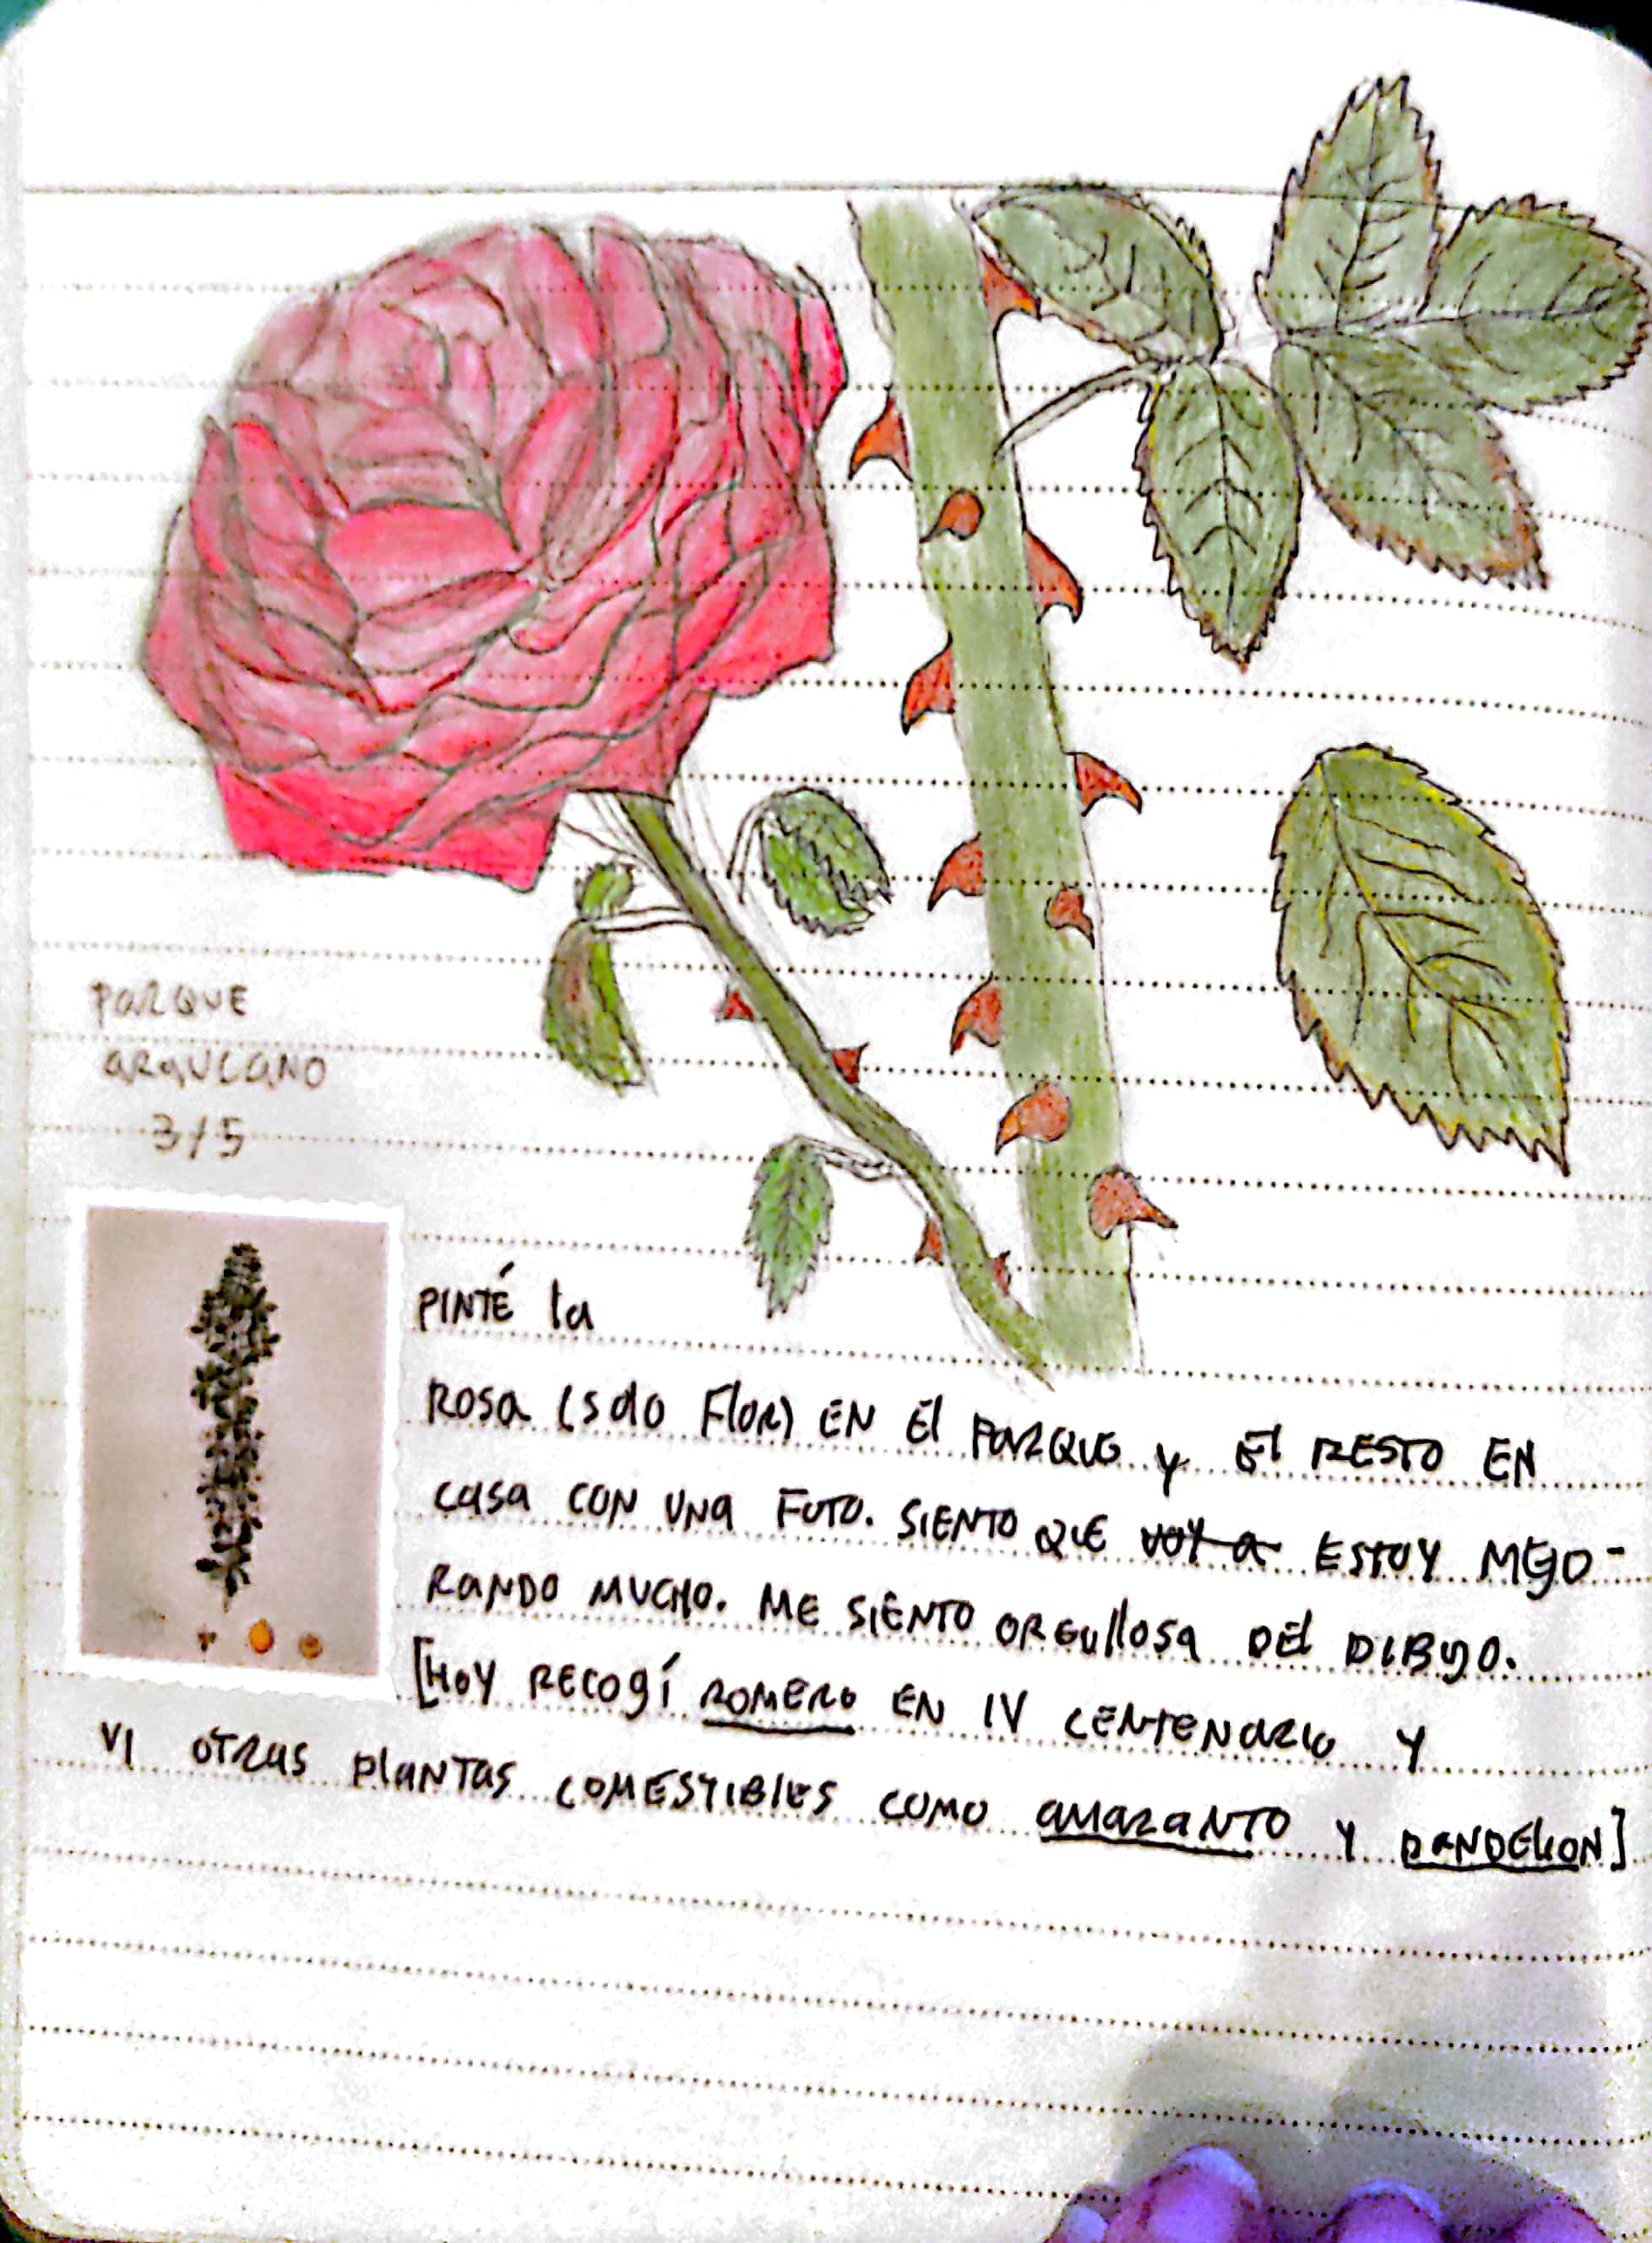 PARQUE
ARAUCANO
3/5
PINTÉ la
ROSA (SOlO FlOR) EN El PARQUE Y El RESTO EN
CASA CON UNA FOTO. SIENTO QUE VOY A ESTOY MEJO-
RANDO MUCHO. ME SIENTO ORGUllOSA DEl DIBUJO.
[HOY RECOGÍ ROMERO EN IV CENTENARIO Y
VI OTRAS PlANTAS COMESTIBlES COMO AMARANTO Y DANDELION]